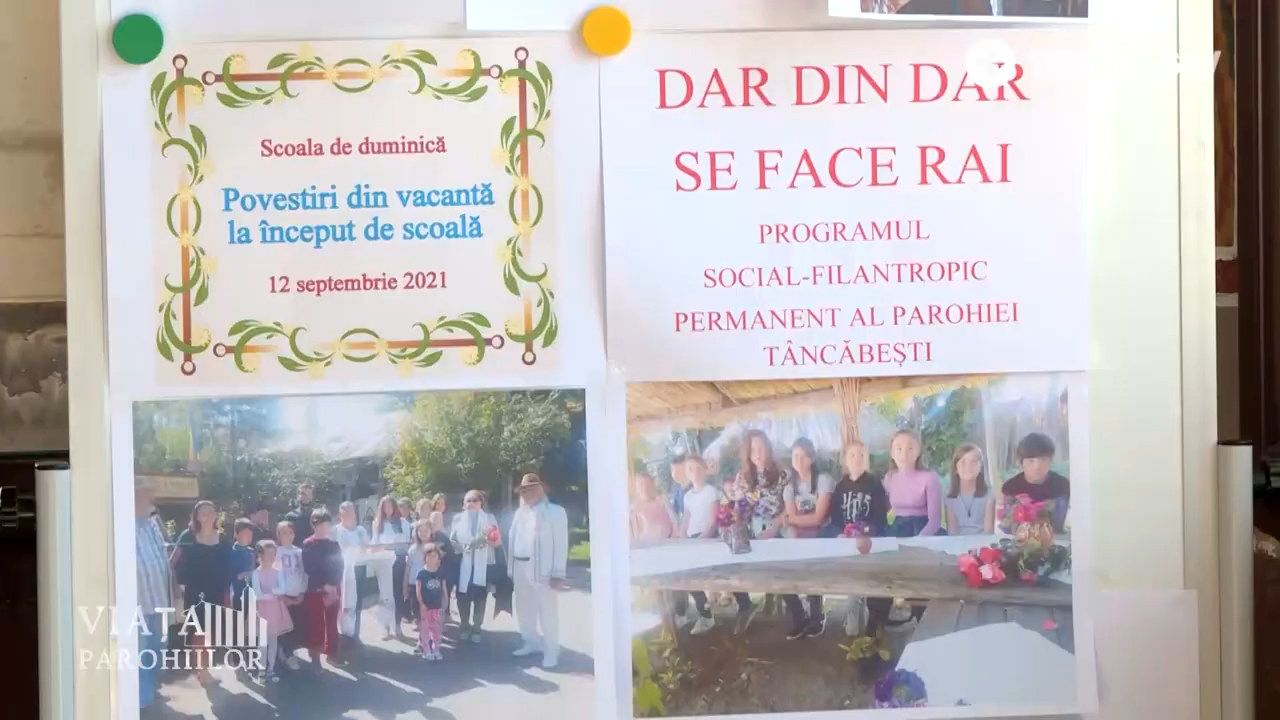 Scoala de duminică
Povestiri din vacantă
la început de scoală
12 septembrie 2021
DAR DIN DAR
SE FACE RAI
PROGRAMUL
SOCIAL-FILANTROPIC
PERMANENT AL PAROHIEI
TÂNCĂBEȘTI
VIAȚA
PAROHIILOR